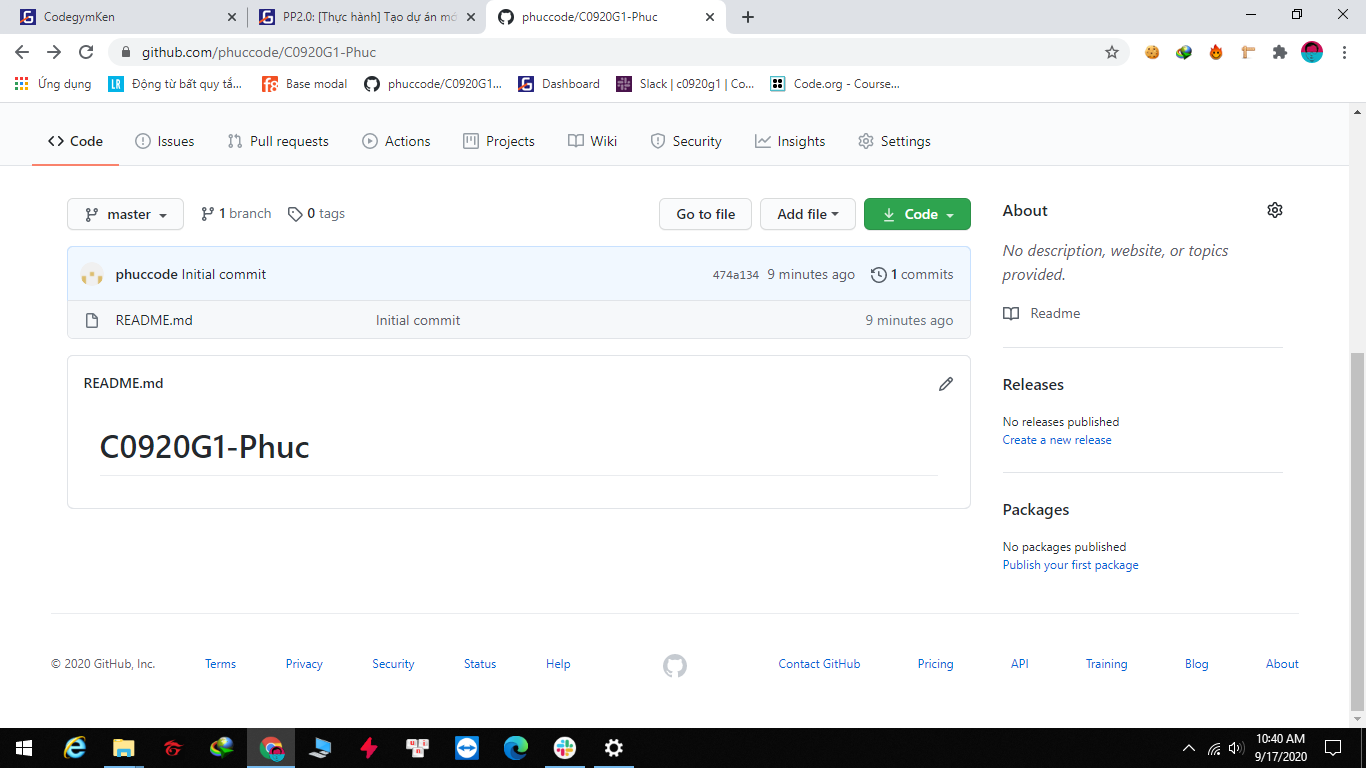 CodegymKen
PP2.0: [Thực hành] Tạo dự án mớ
phuccode/C0920G1-Phuc
github.com/phuccode/C0920G1-Phuc
Ứng dụng
LR Động từ bất quy tắ...
f8 Base modal
phuccode/C0920G1...
Dashboard
Slack | c0920g1 | Co...
Code.org - Course...
Code Issues Pull requests Actions Projects Wiki Security Insights Settings
master 1 branch 0 tags Go to file Add file Code
phuccode Initial commit 474a134 9 minutes ago 1 commits
README.md Initial commit 9 minutes ago
README.md
C0920G1-Phuc
About
No description, website, or topics
provided.
Readme
Releases
No releases published
Create a new release
Packages
No packages published
Publish your first package
© 2020 GitHub, Inc. Terms Privacy Security Status Help Contact GitHub Pricing API Training Blog About
10:40 AM
9/17/2020